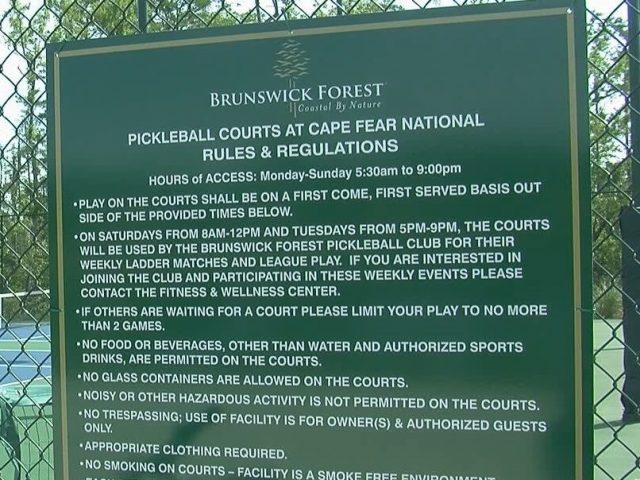 BRUNSWICK FOREST
Coastal By Nature
PICKLEBALL COURTS AT CAPE FEAR NATIONAL
RULES & REGULATIONS
HOURS of ACCESS: Monday-Sunday 5:30am to 9:00pm
•PLAY ON THE COURTS SHALL BE ON A FIRST COME, FIRST SERVED BASIS OUT
SIDE OF THE PROVIDED TIMES BELOW.
•ON SATURDAYS FROM 8AM-12PM AND TUESDAYS FROM 5PM-9PM, THE COURTS
WILL BE USED BY THE BRUNSWICK FOREST PICKLEBALL CLUB FOR THEIR
WEEKLY LADDER MATCHES AND LEAGUE PLAY. IF YOU ARE INTERESTED IN
JOINING THE CLUB AND PARTICIPATING IN THESE WEEKLY EVENTS PLEASE
CONTACT THE FITNESS & WELLNESS CENTER.
•IF OTHERS ARE WAITING FOR A COURT PLEASE LIMIT YOUR PLAY TO NO MORE
THAN 2 GAMES.
•NO FOOD OR BEVERAGES, OTHER THAN WATER AND AUTHORIZED SPORTS
DRINKS, ARE PERMITTED ON THE COURTS.
•NO GLASS CONTAINERS ARE ALLOWED ON THE COURTS.
•NOISY OR OTHER HAZARDOUS ACTIVITY IS NOT PERMITTED ON THE COURTS.
•NO TRESPASSING; USE OF FACILITY IS FOR OWNER(S) & AUTHORIZED GUESTS
ONLY.
•APPROPRIATE CLOTHING REQUIRED.
•NO SMOKING ON COURTS – FACILITY IS A SMOKE FREE ENVIRONMENT